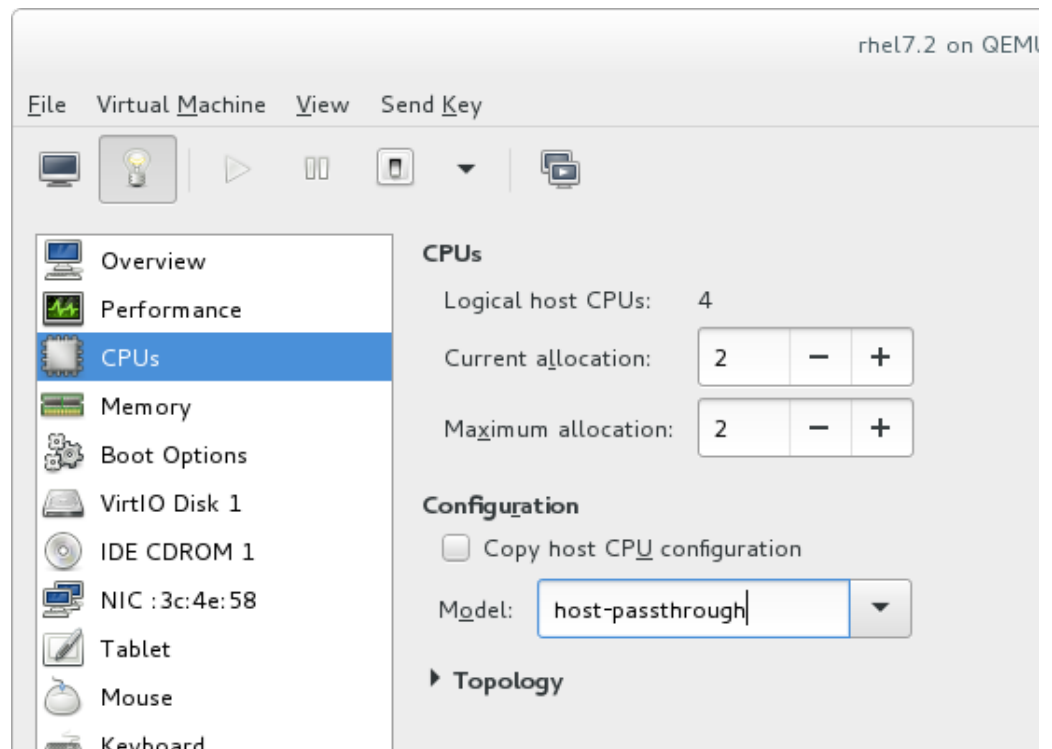 rhel7.2 on QEMU
File Virtual Machine View Send Key
Overview
Performance
CPUs
Memory
Boot Options
VirtIO Disk 1
IDE CDROM 1
NIC :3c:4e:58
Tablet
Mouse
Keyboard
CPUs
Logical host CPUs: 4
Current allocation: 2
Maximum allocation: 2
Configuration
Copy host CPU configuration
Model: host-passthrough
Topology